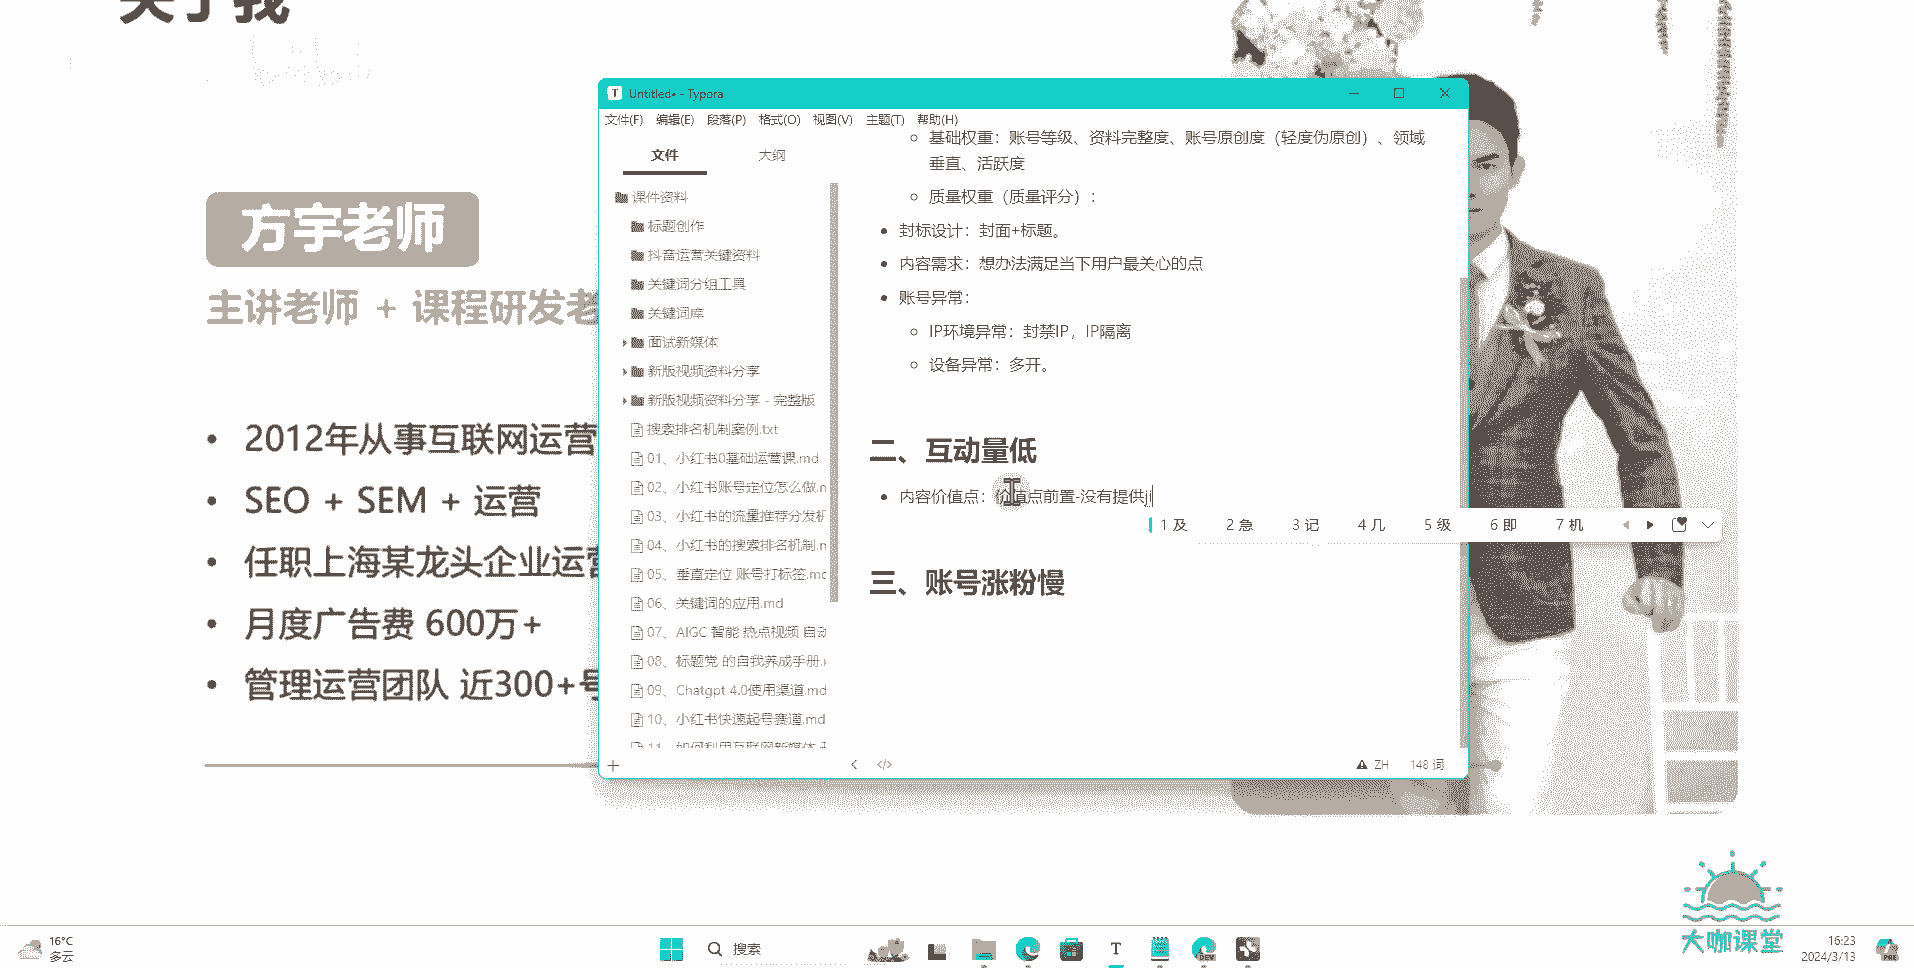 关于我
方宇老师
主讲老师 + 课程研发老
• 2012年从事互联网运营
• SEO + SEM + 运营
• 任职上海某龙头企业运营
• 月度广告费 600万+
• 管理运营团队 近300+号
Untitled• - Typora
文件(F) 编辑(E) 段落(P) 格式(O) 视图(V) 主题(T) 帮助(H)
文件 大纲
课件资料
标题创作
抖音运营关键资料
关键词分组工具
关键词库
面试新媒体
新版视频资料分享
新版视频资料分享 - 完整版
搜索排名机制案例.txt
01、小红书0基础运营课.md
02、小红书账号定位怎么做.n
03、小红书的流量推荐分发机
04、小红书的搜索排名机制.n
05、垂直定位 账号打标签.mc
06、关键词的应用.md
07、AIGC 智能 热点视频 自动
08、标题党 的自我养成手册.
09、Chatgpt 4.0使用渠道.md
10、小红书快速起号赛道.md
11、如何利用互联网新媒体
基础权重：账号等级、资料完整度、账号原创度（轻度伪原创）、领域
垂直、活跃度
质量权重（质量评分）：
• 封标设计：封面+标题。
• 内容需求：想办法满足当下用户最关心的点
• 账号异常：
IP环境异常：封禁IP，IP隔离
设备异常：多开。
二、互动量低
• 内容价值点：价值点前置-没有提供ji
1 及 2 急 3 记 4 几 5 级 6 即 7 机
三、账号涨粉慢
ZH 148 词
大咖课堂
16°C
多云
搜索
DEV
16:23
2024/3/13
PRE